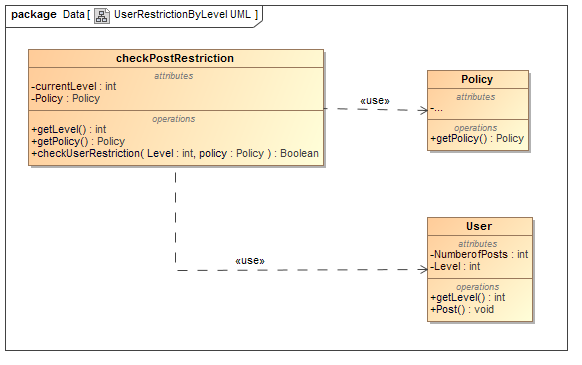 package Data [ UserRestrictionByLevel UML ]
checkPostRestriction
attributes
-currentLevel : int
-Policy : Policy
operations
+getLevel() : int
+getPolicy() : Policy
+checkUserRestriction( Level : int, policy : Policy ) : Boolean
«use»
Policy
attributes
-...
operations
+getPolicy() : Policy
«use»
User
attributes
-NumberofPosts : int
-Level : int
operations
+getLevel() : int
+Post() : void